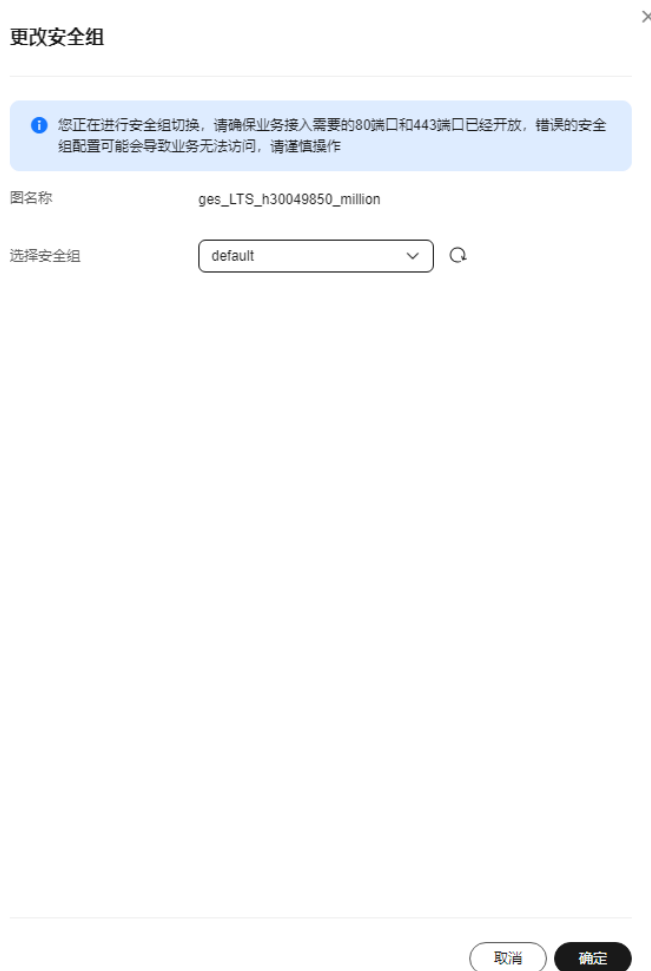 更改安全组
您正在进行安全组切换，请确保业务接入需要的80端口和443端口已经开放，错误的安全
组配置可能会导致业务无法访问，请谨慎操作
图名称 ges_LTS_h30049850_million
选择安全组 default
取消 确定